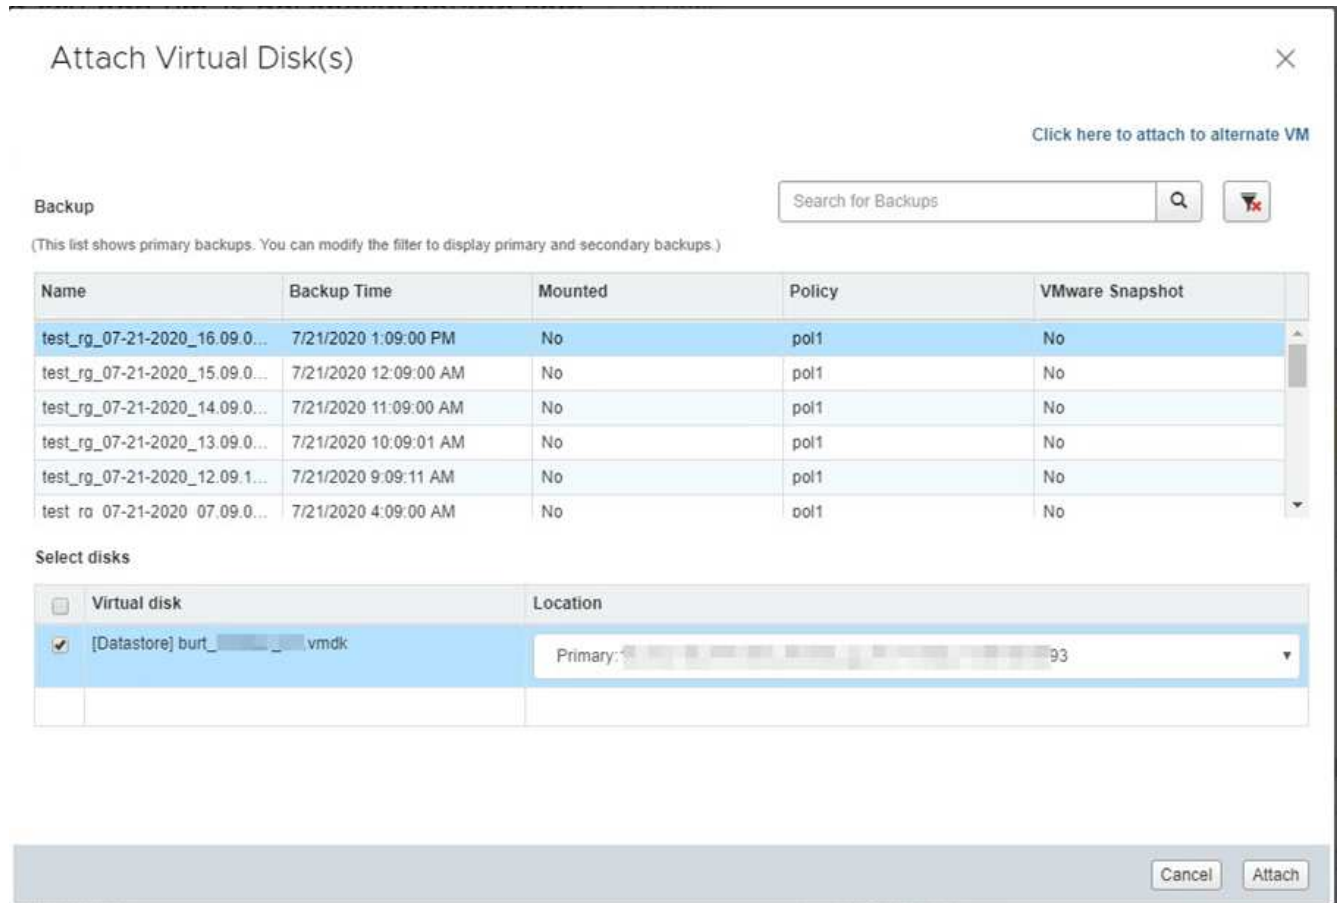 Attach Virtual Disk(s)
Click here to attach to alternate VM
Backup
Search for Backups
(This list shows primary backups. You can modify the filter to display primary and secondary backups.)
Name Backup Time Mounted Policy VMware Snapshot
test_rg_07-21-2020_16.09.0... 7/21/2020 1:09:00 PM No pol1 No
test_rg_07-21-2020_15.09.0... 7/21/2020 12:09:00 AM No pol1 No
test_rg_07-21-2020_14.09.0... 7/21/2020 11:09:00 AM No pol1 No
test_rg_07-21-2020_13.09.0... 7/21/2020 10:09:01 AM No pol1 No
test_rg_07-21-2020_12.09.1... 7/21/2020 9:09:11 AM No pol1 No
test_rg_07-21-2020_07.09.0... 7/21/2020 4:09:00 AM No pol1 No
Select disks
Virtual disk Location
[Datastore] burt_ _ .vmdk Primary: 93
Cancel Attach